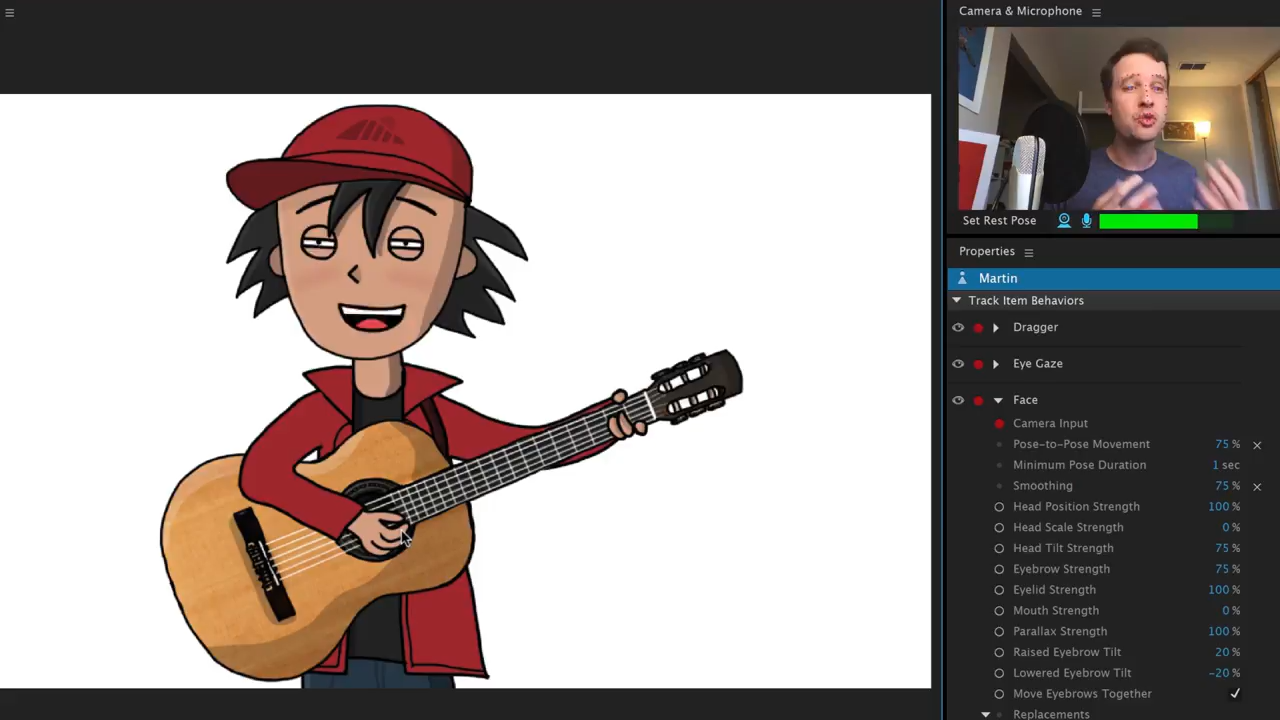 Camera & Microphone
Set Rest Pose
Properties
Martin
Track Item Behaviors
Dragger
Eye Gaze
Face
Camera Input
Pose-to-Pose Movement 75 %
Minimum Pose Duration 1 sec
Smoothing 75 %
Head Position Strength 100 %
Head Scale Strength 0 %
Head Tilt Strength 75 %
Eyebrow Strength 75 %
Eyelid Strength 100 %
Mouth Strength 0 %
Parallax Strength 100 %
Raised Eyebrow Tilt 20 %
Lowered Eyebrow Tilt -20 %
Move Eyebrows Together
Replacements